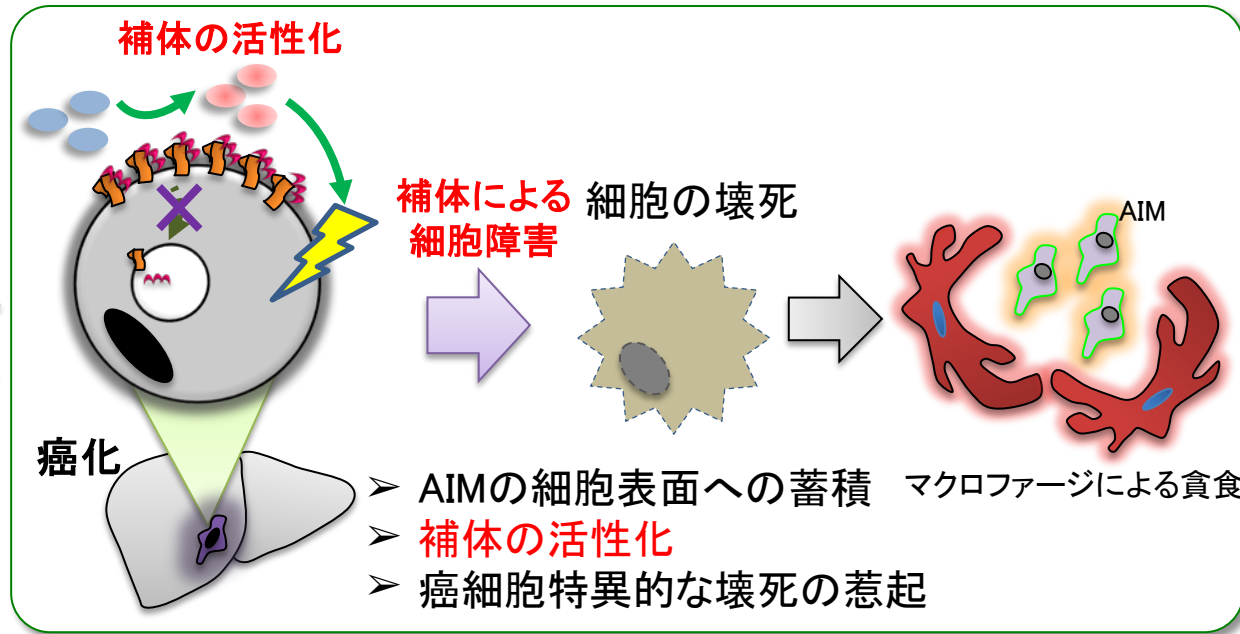 補体の活性化
補体による
細胞障害
細胞の壊死
AIM
癌化
➢ AIMの細胞表面への蓄積
➢ 補体の活性化
➢ 癌細胞特異的な壊死の惹起
マクロファージによる貪食